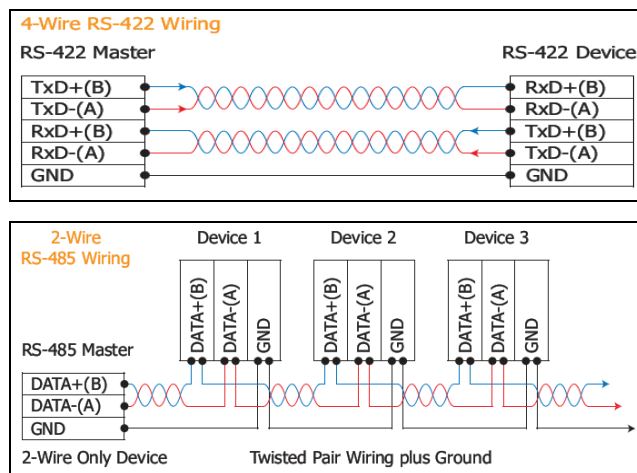 4-Wire RS-422 Wiring
RS-422 Master
RS-422 Device
TxD+(B)
RxD+(B)
TxD-(A)
RxD-(A)
RxD+(B)
TxD+(B)
RxD-(A)
TxD-(A)
GND
GND
2-Wire
RS-485 Wiring
Device 1
Device 2
Device 3
DATA+(B)
DATA-(A)
GND
DATA+(B)
DATA-(A)
GND
DATA+(B)
DATA-(A)
GND
RS-485 Master
DATA+(B)
DATA-(A)
GND
2-Wire Only Device
Twisted Pair Wiring plus Ground